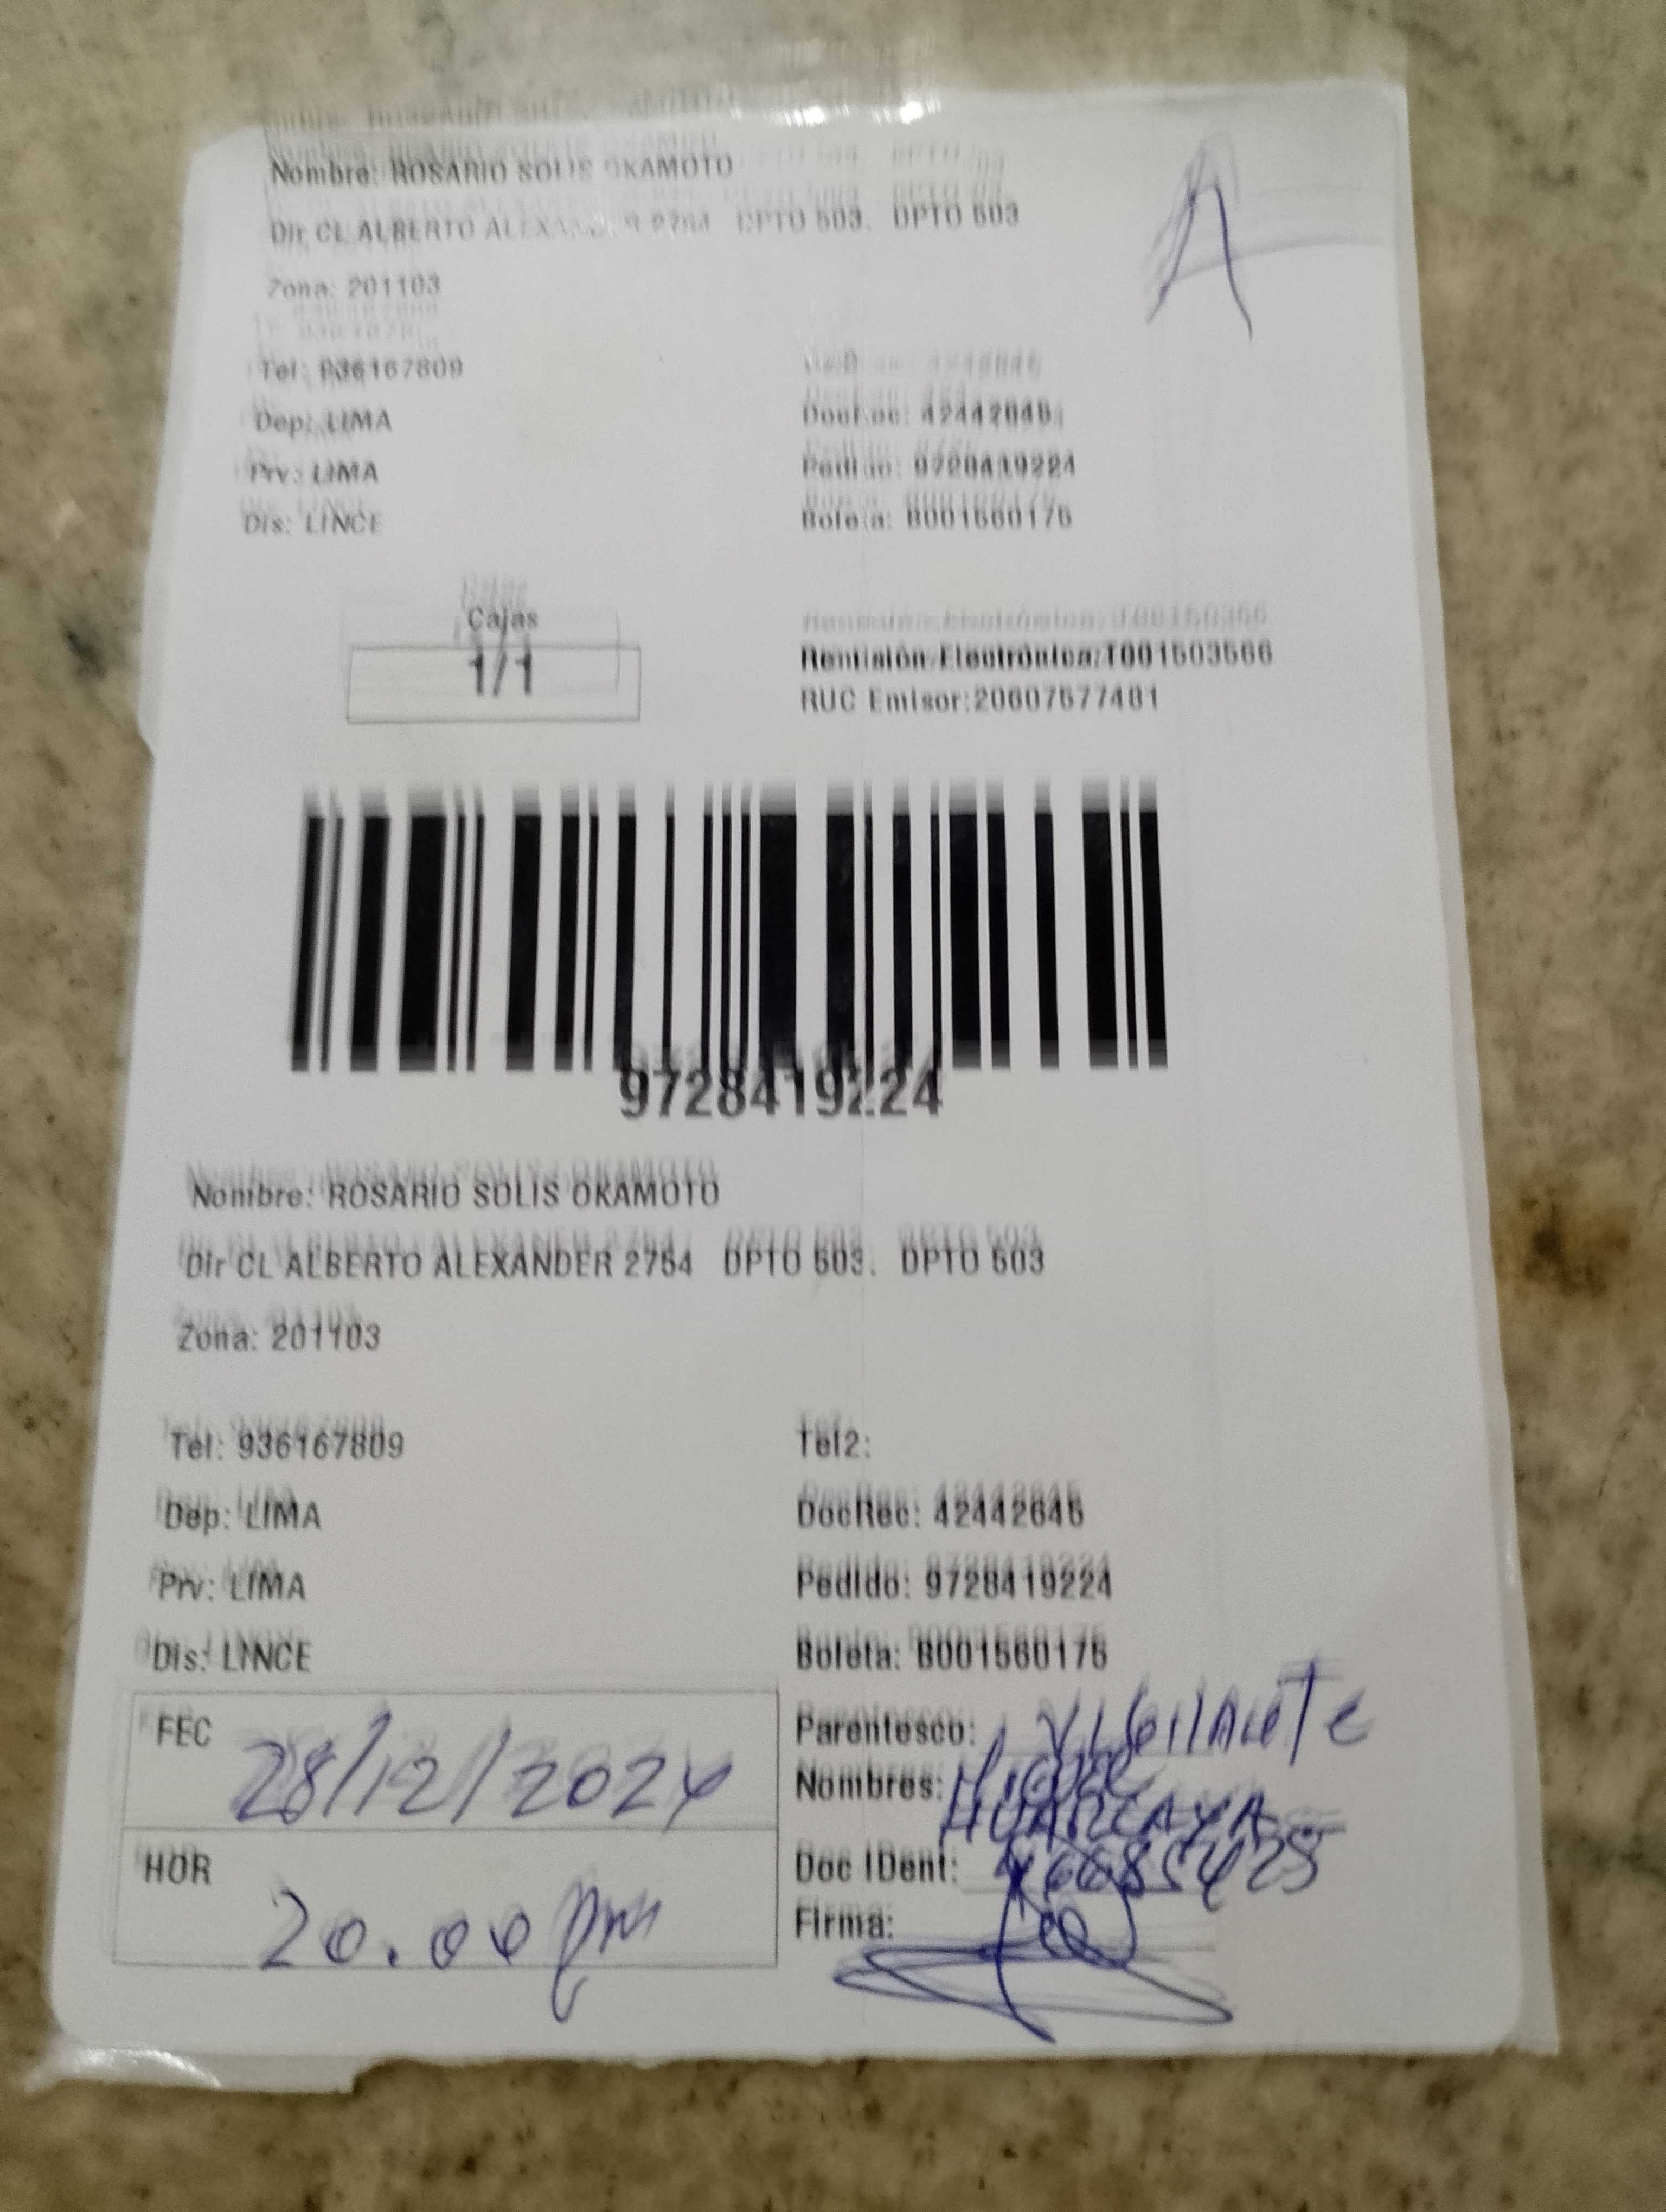 Nombre: ROSARIO SOLIS OKAMOTO
Dir CL ALBERTO ALEXANDER 2754 DPTO 503. DPTO 503
Zona: 201103
Tel: 936167809
Dep: LIMA DocRec: 42442645
Prv: LIMA Pedido: 9728419224
Dis: LINCE Boleta: B001560175
Cajas
1/1
Remisión Electrónica:T001503566
RUC Emisor:20607577481
9728419224
Nombre: ROSARIO SOLIS OKAMOTO
Dir CL ALBERTO ALEXANDER 2754 DPTO 503. DPTO 503
Zona: 201103
Tel: 936167809 Tel2:
Dep: LIMA DocRec: 42442645
Prv: LIMA Pedido: 9728419224
Dis: LINCE Boleta: B001560175
FEC 28/12/2024
HOR 20.00 pm
Parentesco: Vigilante
Nombres:
HUARCAYA
Doc IDent:
Firma: